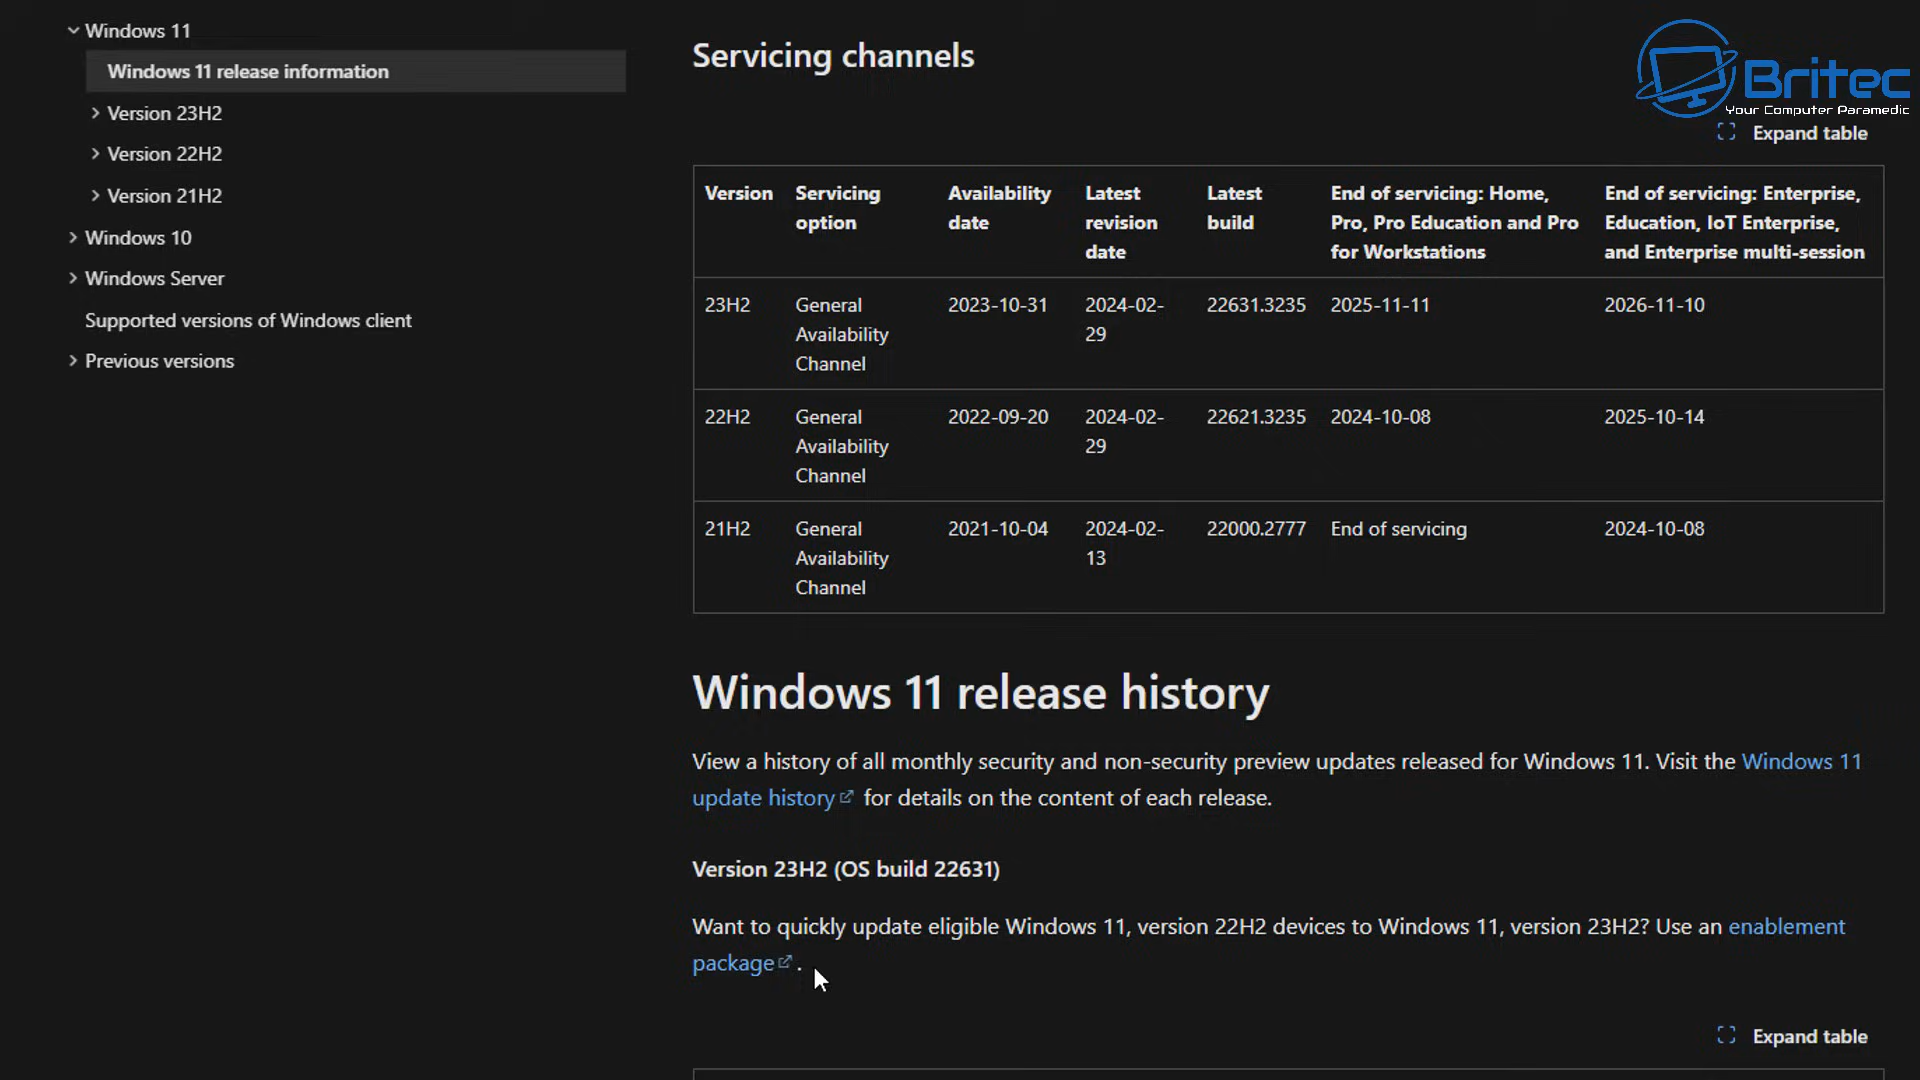 Windows 11
Windows 11 release information
Version 23H2
Version 22H2
Version 21H2
Windows 10
Windows Server
Supported versions of Windows client
Previous versions
Britec
Your Computer Paramedic
Servicing channels
Expand table
Version
Servicing
option
Availability
date
Latest
revision
date
Latest
build
End of servicing: Home,
Pro, Pro Education and Pro
for Workstations
End of servicing: Enterprise,
Education, IoT Enterprise,
and Enterprise multi-session
23H2
General
Availability
Channel
2023-10-31
2024-02-
29
22631.3235
2025-11-11
2026-11-10
22H2
General
Availability
Channel
2022-09-20
2024-02-
29
22621.3235
2024-10-08
2025-10-14
21H2
General
Availability
Channel
2021-10-04
2024-02-
13
22000.2777
End of servicing
2024-10-08
Windows 11 release history
View a history of all monthly security and non-security preview updates released for Windows 11. Visit the Windows 11
update history for details on the content of each release.
Version 23H2 (OS build 22631)
Want to quickly update eligible Windows 11, version 22H2 devices to Windows 11, version 23H2? Use an enablement
package .
Expand table